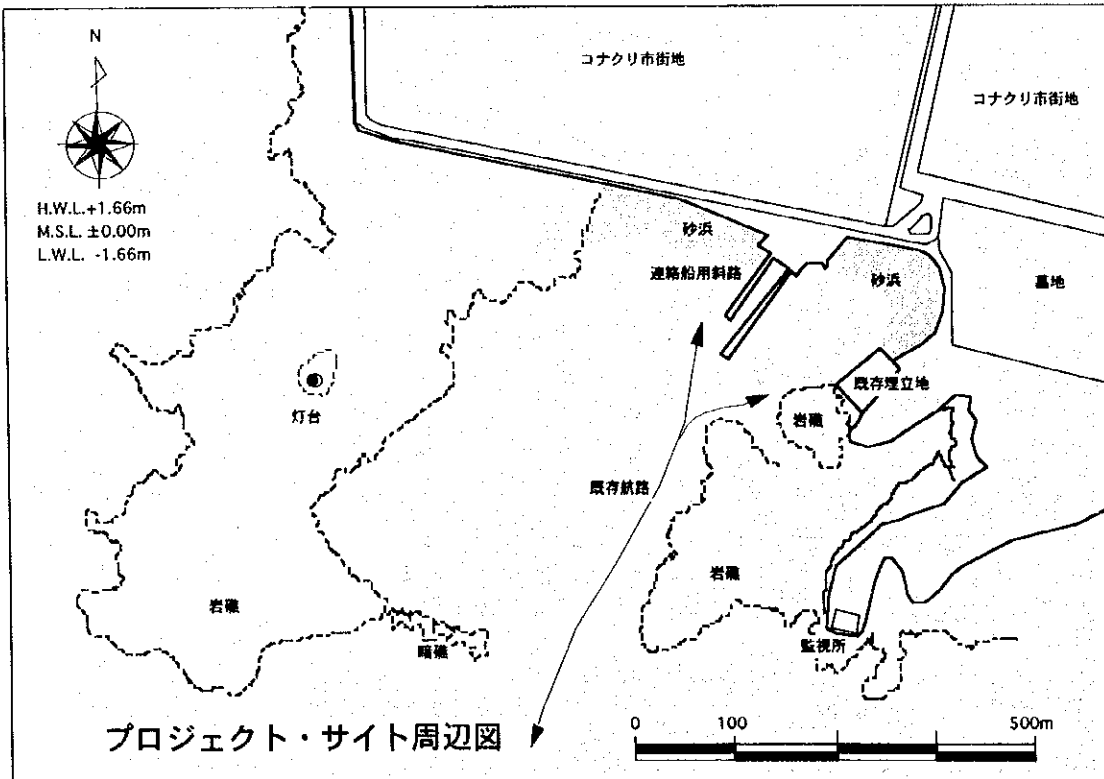 N
H.W.L.+1.66m
M.S.L. ±0.00m
L.W.L. -1.66m
コナクリ市街地
コナクリ市街地
砂浜
連絡船用斜路
砂浜
墓地
既存埋立地
灯台
岩礁
既存航路
岩礁
岩礁
暗礁
監視所
プロジェクト・サイト周辺図
0 100 500m